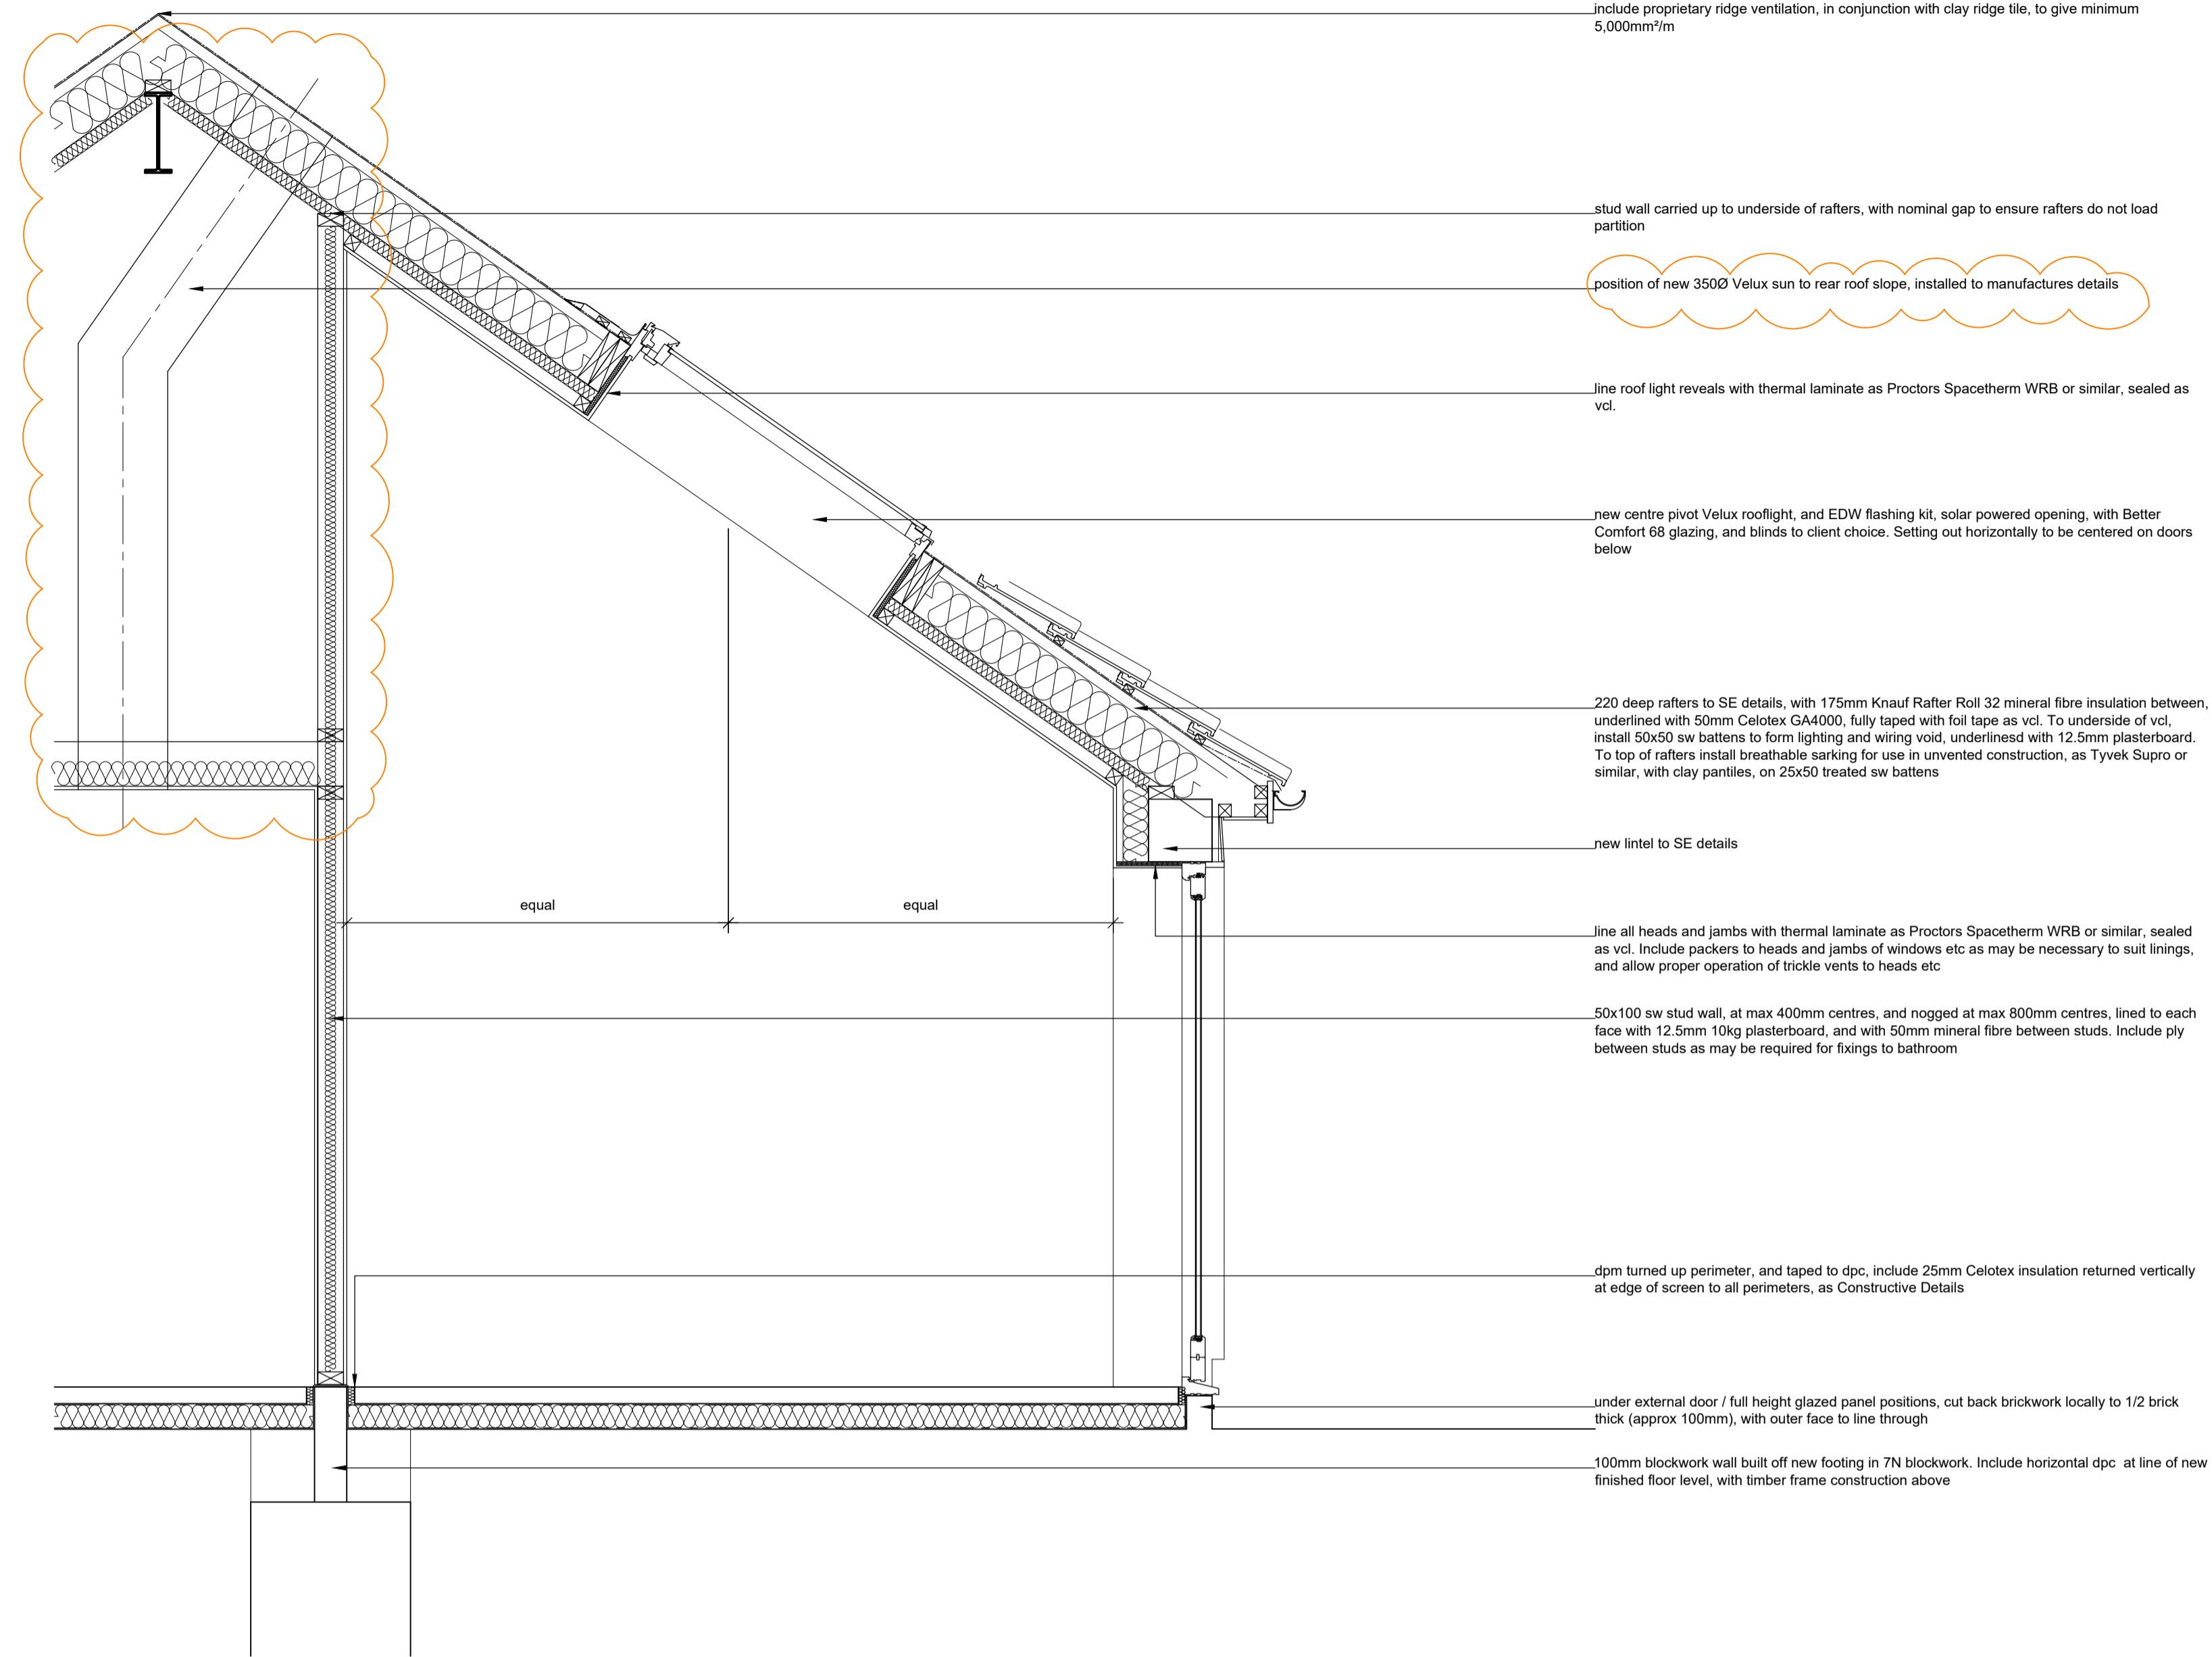 include proprietary ridge ventilation, in conjunction with clay ridge tile, to give minimum
5,000mm²/m
stud wall carried up to underside of rafters, with nominal gap to ensure rafters do not load
partition
position of new 350Ø Velux sun to rear roof slope, installed to manufactures details
line roof light reveals with thermal laminate as Proctors Spacetherm WRB or similar, sealed as
vcl.
new centre pivot Velux rooflight, and EDW flashing kit, solar powered opening, with Better
Comfort 68 glazing, and blinds to client choice. Setting out horizontally to be centered on doors
below
220 deep rafters to SE details, with 175mm Knauf Rafter Roll 32 mineral fibre insulation between,
underlined with 50mm Celotex GA4000, fully taped with foil tape as vcl. To underside of vcl,
install 50x50 sw battens to form lighting and wiring void, underlinesd with 12.5mm plasterboard.
To top of rafters install breathable sarking for use in unvented construction, as Tyvek Supro or
similar, with clay pantiles, on 25x50 treated sw battens
new lintel to SE details
equal
equal
line all heads and jambs with thermal laminate as Proctors Spacetherm WRB or similar, sealed
as vcl. Include packers to heads and jambs of windows etc as may be necessary to suit linings,
and allow proper operation of trickle vents to heads etc
50x100 sw stud wall, at max 400mm centres, and nogged at max 800mm centres, lined to each
face with 12.5mm 10kg plasterboard, and with 50mm mineral fibre between studs. Include ply
between studs as may be required for fixings to bathroom
dpm turned up perimeter, and taped to dpc, include 25mm Celotex insulation returned vertically
at edge of screen to all perimeters, as Constructive Details
under external door / full height glazed panel positions, cut back brickwork locally to 1/2 brick
thick (approx 100mm), with outer face to line through
100mm blockwork wall built off new footing in 7N blockwork. Include horizontal dpc  at line of new
finished floor level, with timber frame construction above